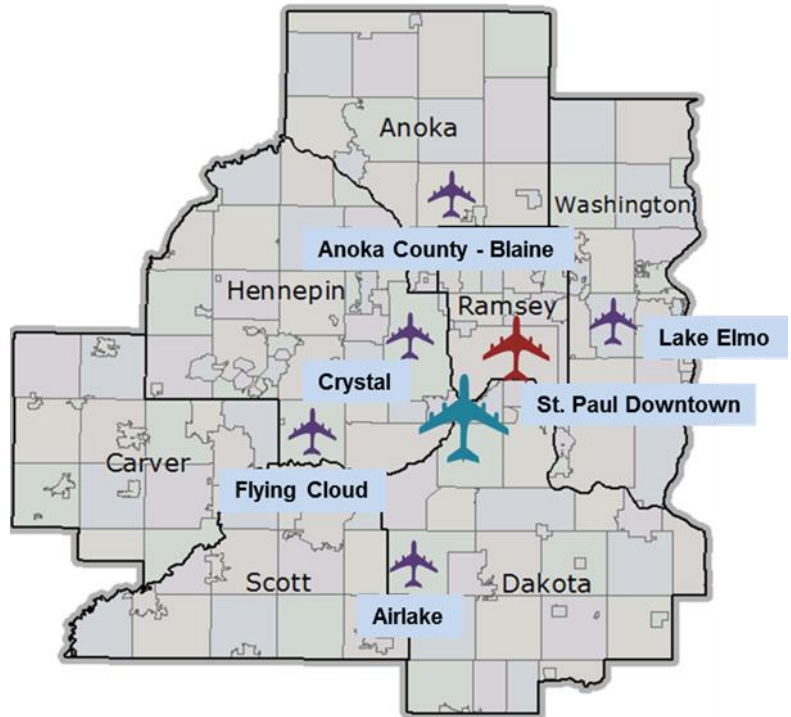 Anoka
Washington
Anoka County - Blaine
Hennepin
Ramsey
Lake Elmo
Crystal
St. Paul Downtown
Carver
Flying Cloud
Scott
Dakota
Airlake